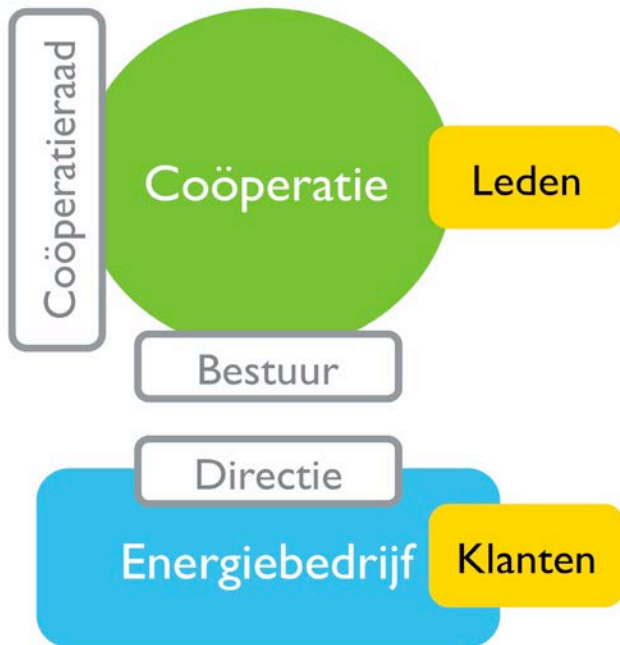 Coöperatieraad
Coöperatie
Leden
Bestuur
Directie
Energiebedrijf
Klanten